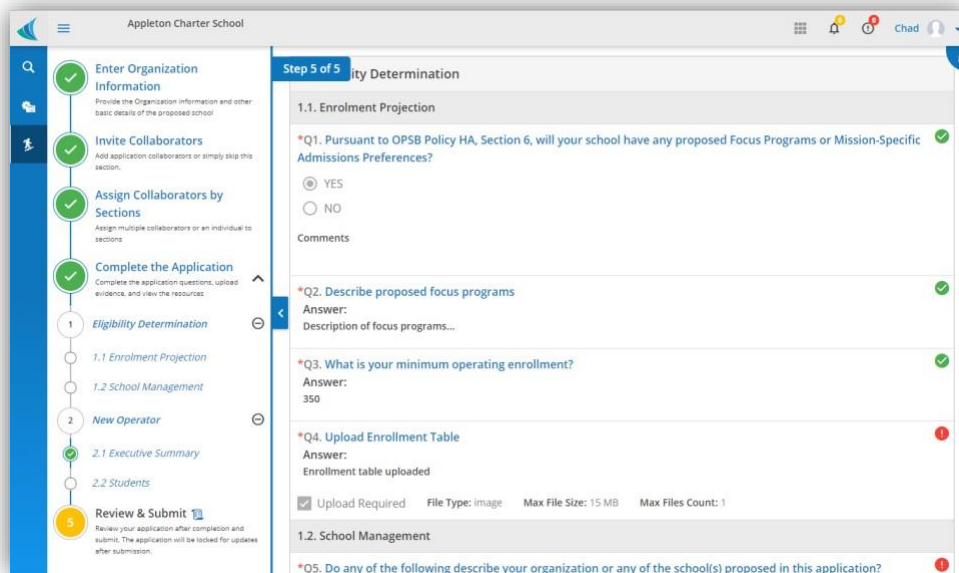 Appleton Charter School
Chad
Enter Organization
Information
Provide the Organization information and other
basic details of the proposed school
Invite Collaborators
Add application collaborators or simply skip this
section.
Assign Collaborators by
Sections
Assign multiple collaborators or an individual to
sections
Complete the Application
Complete the application questions, upload
evidence, and view the resources
1
Eligibility Determination
1.1 Enrolment Projection
1.2 School Management
2
New Operator
2.1 Executive Summary
2.2 Students
5
Review & Submit
Review your application after completion and
submit. The application will be locked for updates
after submission.
Step 5 of 5
ity Determination
1.1. Enrolment Projection
*Q1. Pursuant to OPSB Policy HA, Section 6, will your school have any proposed Focus Programs or Mission-Specific
Admissions Preferences?
YES
NO
Comments
*Q2. Describe proposed focus programs
Answer:
Description of focus programs...
*Q3. What is your minimum operating enrollment?
Answer:
350
*Q4. Upload Enrollment Table
Answer:
Enrollment table uploaded
Upload Required File Type: image Max File Size: 15 MB Max Files Count: 1
1.2. School Management
*Q5. Do any of the following describe your organization or any of the school(s) proposed in this application?